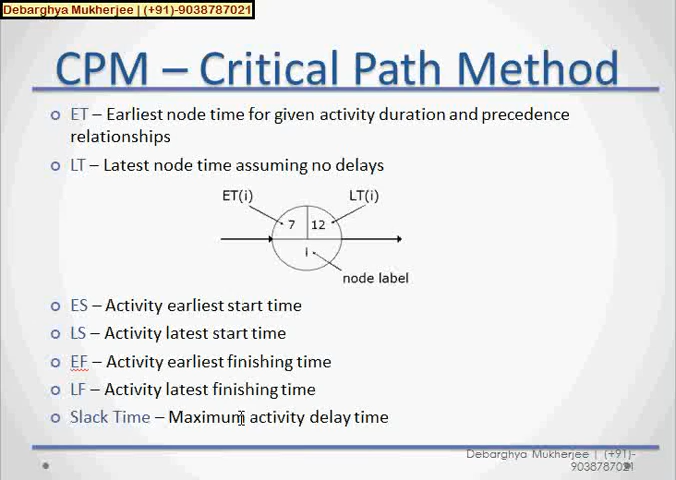 Debarghya Mukherjee | (+91)-9038787021
CPM – Critical Path Method
ET – Earliest node time for given activity duration and precedence
relationships
LT – Latest node time assuming no delays
ET(i) LT(i)
7 12
i
node label
ES – Activity earliest start time
LS – Activity latest start time
EF – Activity earliest finishing time
LF – Activity latest finishing time
Slack Time – Maximum activity delay time
Debarghya Mukherjee | (+91)-
9038787021